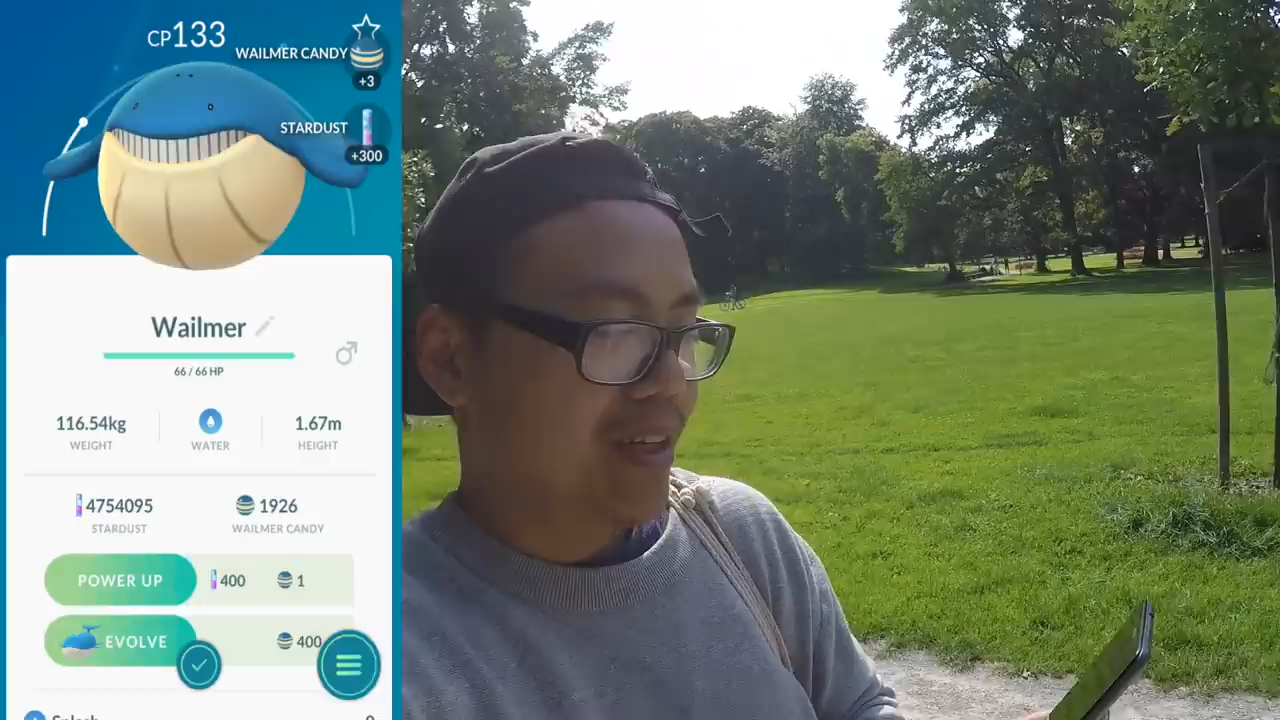 CP133
WAILMER CANDY
+3
STARDUST
+300
Wailmer
66 / 66 HP
116.54kg
WEIGHT
WATER
1.67m
HEIGHT
4754095
STARDUST
1926
WAILMER CANDY
POWER UP
400
1
EVOLVE
400
Splash